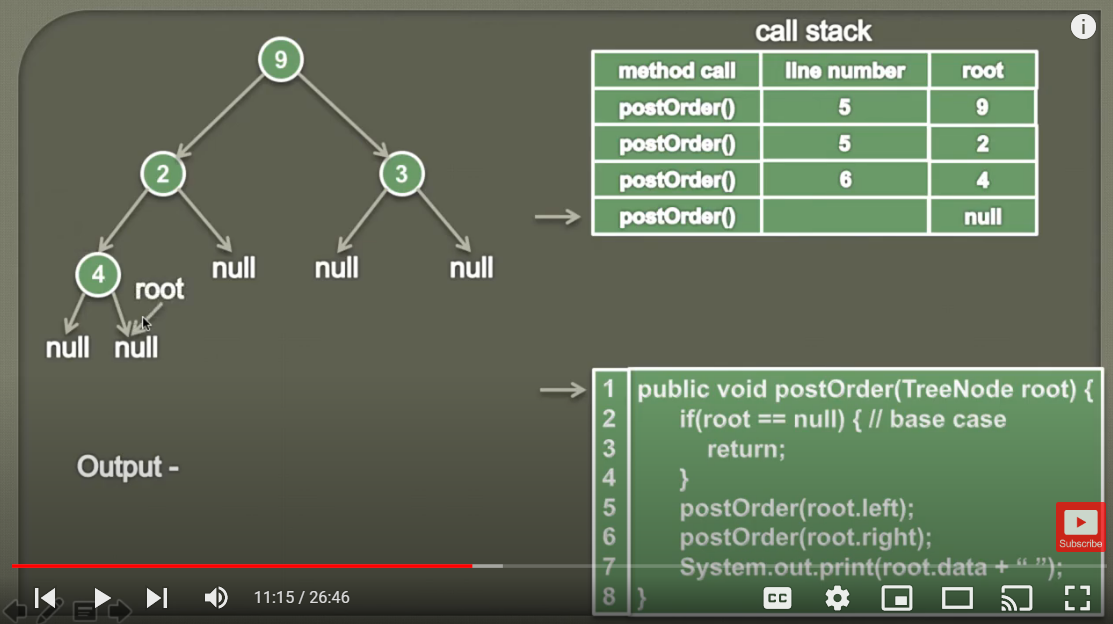 call stack
method call line number root
postOrder() 5 9
postOrder() 5 2
postOrder() 6 4
postOrder() null
9
2 3
4 root null null null
null null
Output -
1 public void postOrder(TreeNode root) {
2 if(root == null) { // base case
3 return;
4 }
5 postOrder(root.left);
6 postOrder(root.right);
7 System.out.print(root.data + “ ”);
8 }
Subscribe
11:15 / 26:46
CC
i